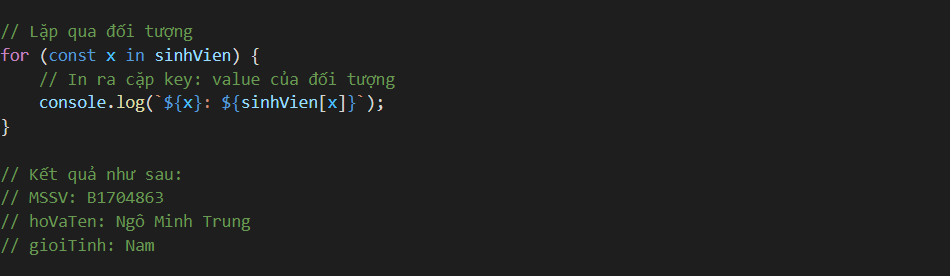 // Lặp qua đối tượng
for (const x in sinhVien) {
    // In ra cặp key: value của đối tượng
    console.log(`${x}: ${sinhVien[x]}`);
}
// Kết quả như sau:
// MSSV: B1704863
// hoVaTen: Ngô Minh Trung
// gioiTinh: Nam